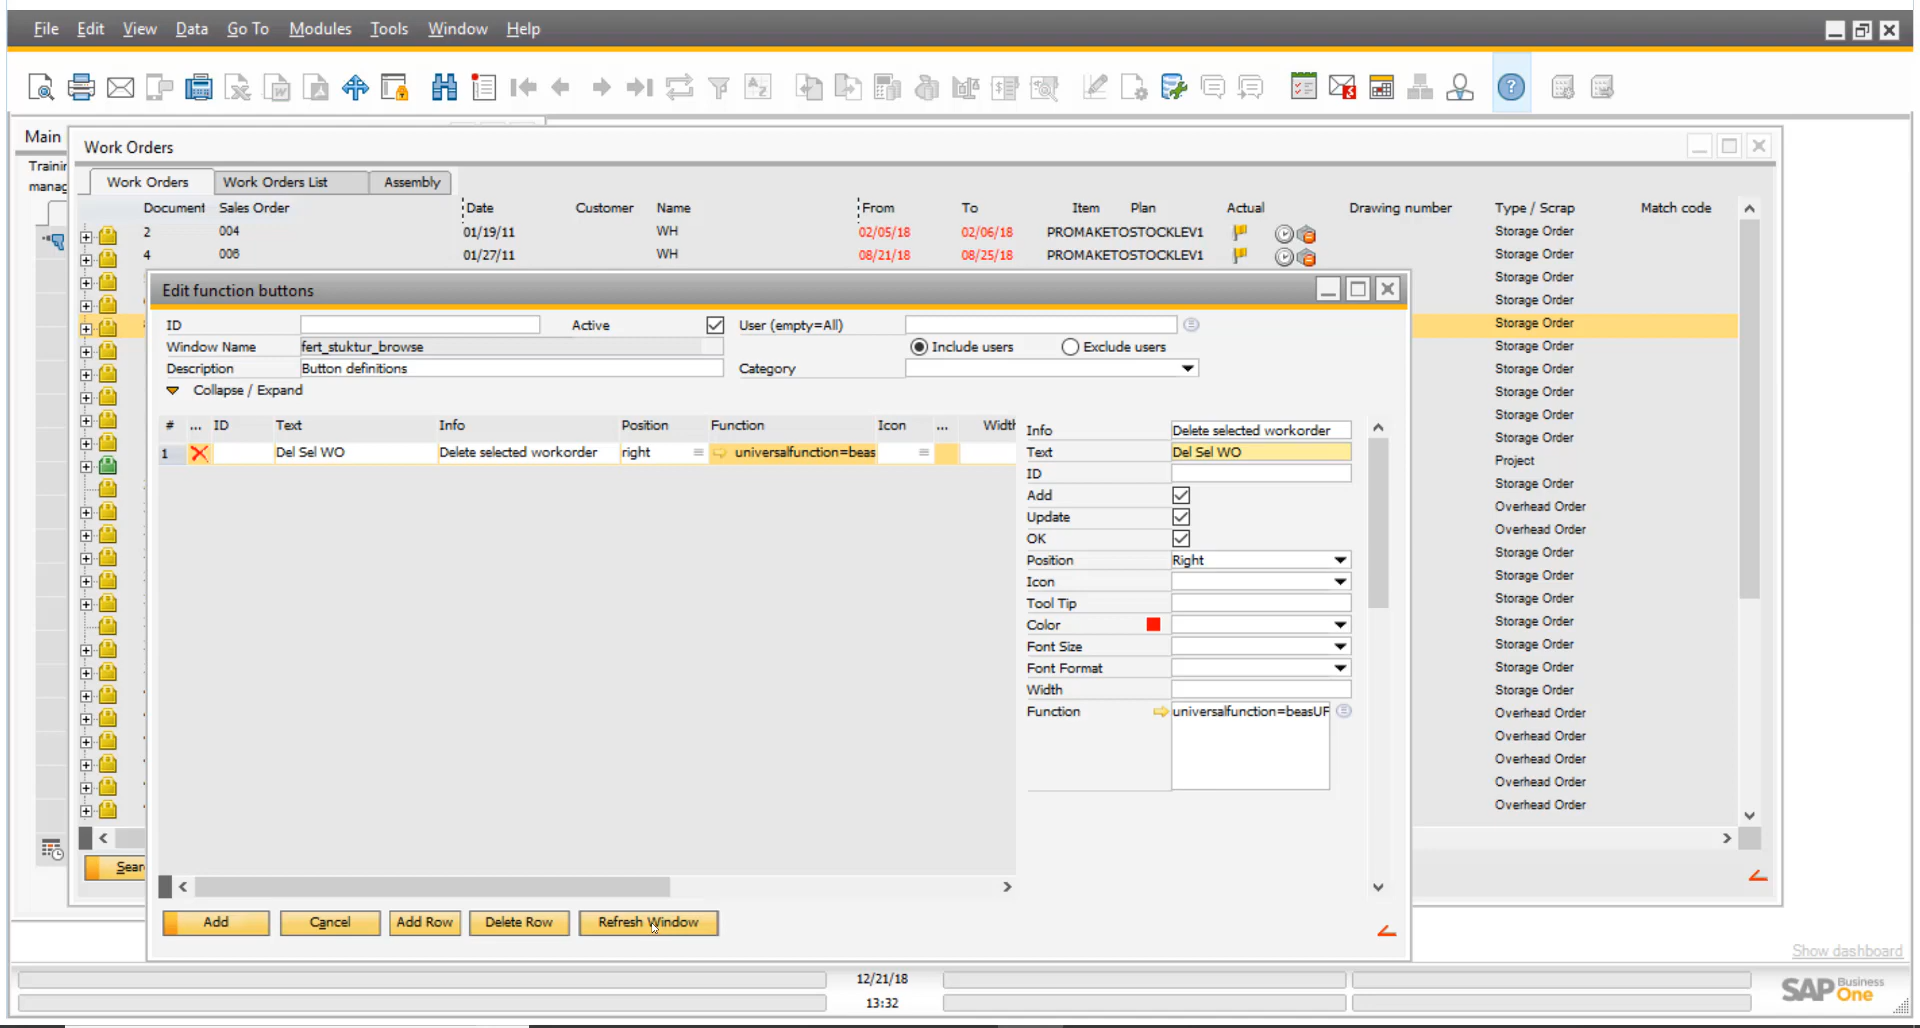 File Edit View Data Go To Modules Tools Window Help
Main
Work Orders
Work Orders Work Orders List Assembly
Document Sales Order Date Customer Name From To Item Plan Actual Drawing number Type / Scrap Match code
2 004 01/19/11 WH 02/05/18 02/06/18 PROMAKETOSTOCKLEV1 Storage Order
4 006 01/27/11 WH 08/21/18 08/25/18 PROMAKETOSTOCKLEV1 Storage Order
Storage Order
Storage Order
Storage Order
Storage Order
Storage Order
Storage Order
Storage Order
Storage Order
Project
Storage Order
Overhead Order
Overhead Order
Storage Order
Storage Order
Storage Order
Storage Order
Storage Order
Storage Order
Storage Order
Overhead Order
Overhead Order
Overhead Order
Overhead Order
Overhead Order
Edit function buttons
ID Active User (empty=All)
Window Name fert_stuktur_browse Include users Exclude users
Description Button definitions Category
Collapse / Expand
# ... ID Text Info Position Function Icon ... Width
1 Del Sel WO Delete selected workorder right universalfunction=beas
Info Delete selected workorder
Text Del Sel WO
ID
Add
Update
OK
Position Right
Icon
Tool Tip
Color
Font Size
Font Format
Width
Function universalfunction=beasUF
Add Cancel Add Row Delete Row Refresh Window
Show dashboard
12/21/18
13:32
SAP Business One